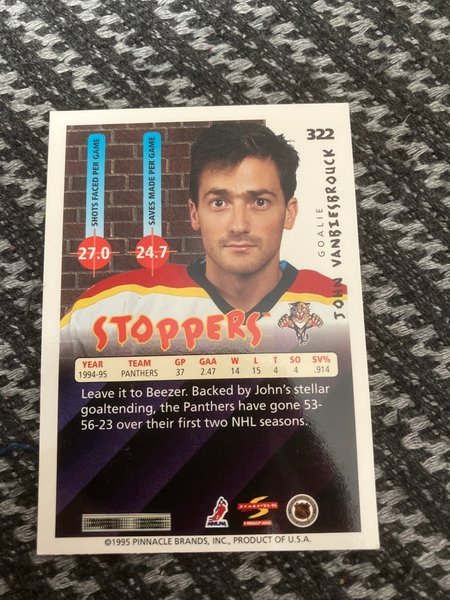 322
GOALIE
JOHN VANBIESBROUCK
SHOTS FACED PER GAME
27.0
SAVES MADE PER GAME
24.7
STOPPERS™
YEAR TEAM GP GAA W L T SO SV%
1994-95 PANTHERS 37 2.47 14 15 4 4 .914
Leave it to Beezer. Backed by John's stellar
goaltending, the Panthers have gone 53-
56-23 over their first two NHL seasons.
NHLPA
©1995 PINNACLE BRANDS, INC., PRODUCT OF U.S.A.